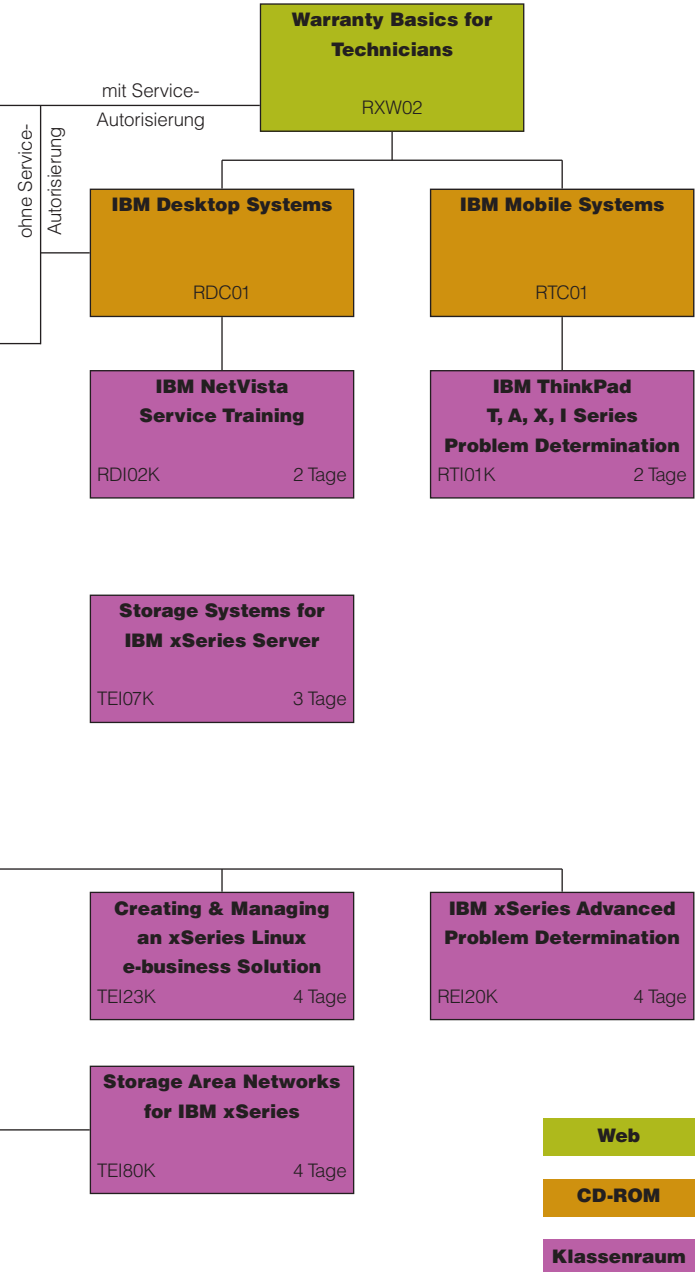 Warranty Basics for
Technicians
RXW02
mit Service-
Autorisierung
ohne Service-
Autorisierung
IBM Desktop Systems
RDC01
IBM Mobile Systems
RTC01
IBM NetVista
Service Training
RDI02K 2 Tage
IBM ThinkPad
T, A, X, I Series
Problem Determination
RTI01K 2 Tage
Storage Systems for
IBM xSeries Server
TEI07K 3 Tage
Creating & Managing
an xSeries Linux
e-business Solution
TEI23K 4 Tage
IBM xSeries Advanced
Problem Determination
REI20K 4 Tage
Storage Area Networks
for IBM xSeries
TEI80K 4 Tage
Web
CD-ROM
Klassenraum